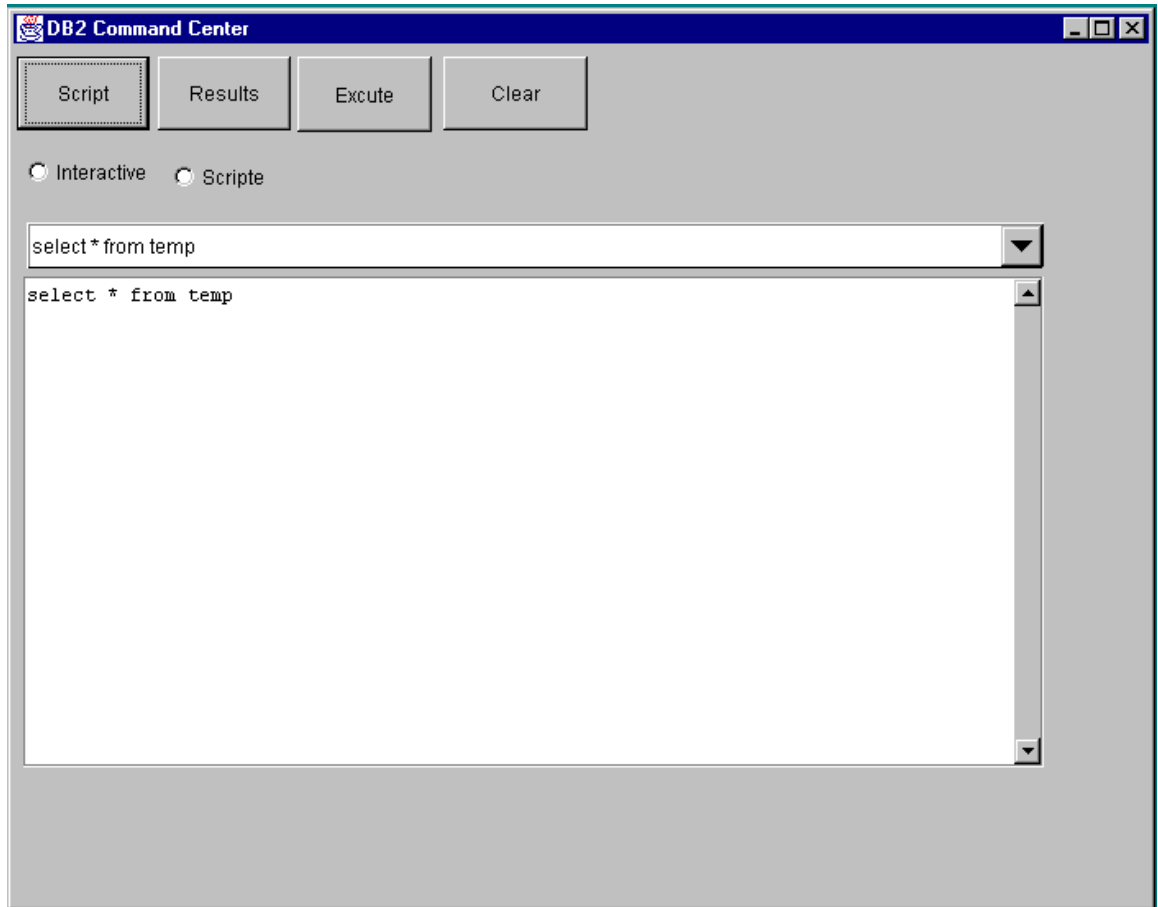 DB2 Command Center
Script Results Excute Clear
Interactive Scripte
select * from temp
select * from temp